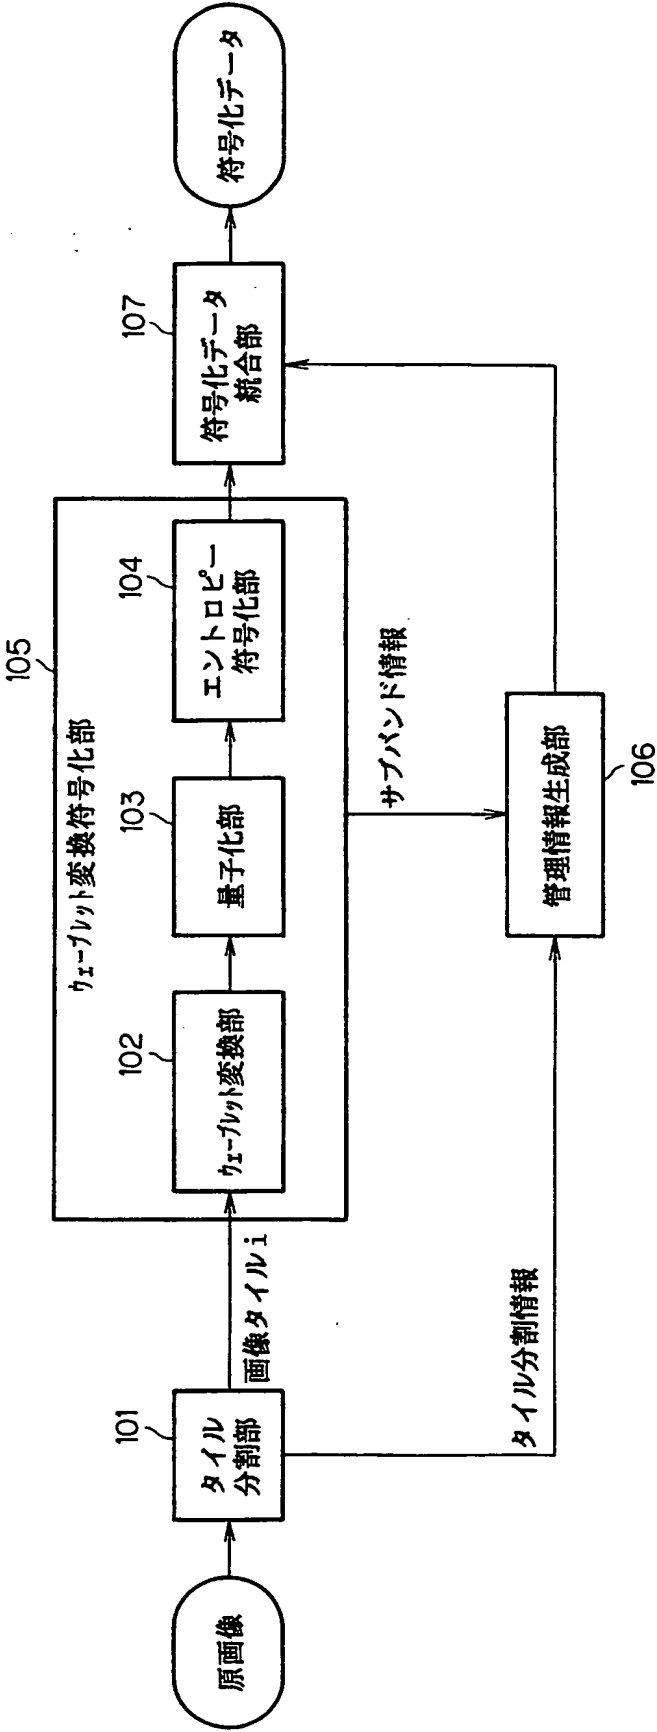 原画像
101
タイル
分割部
画像タイルi
タイル分割情報
105
ウェーブレット変換符号化部
102
ウェーブレット変換部
103
量子化部
104
エントロピー
符号化部
サブバンド情報
管理情報生成部
106
107
符号化データ
統合部
符号化データ